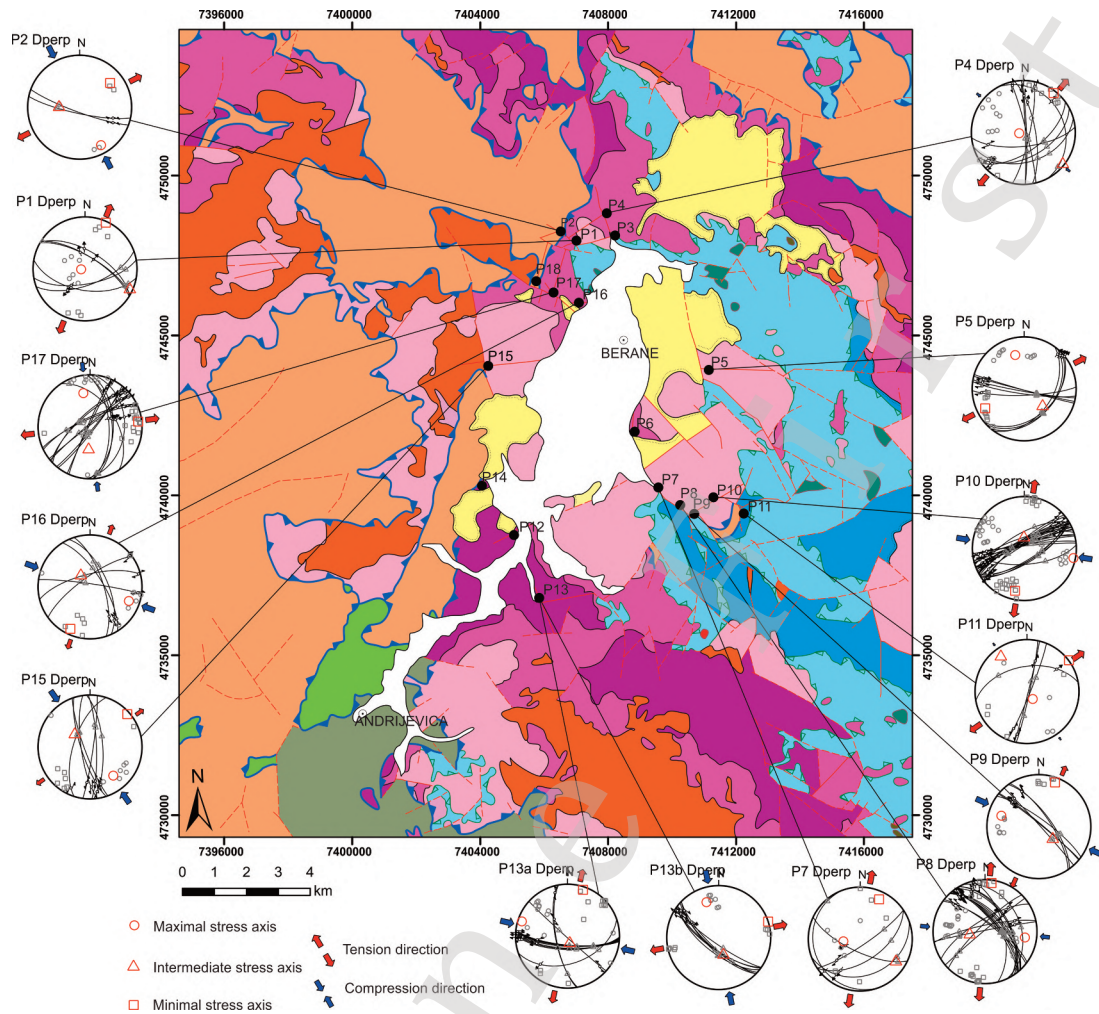 7396000 7400000 7404000 7408000 7412000 7416000
P2 Dperp N
P4 Dperp N
4750000 4750000
P1 Dperp N
P4
P2
P3
P1
P18
P17
P16
4745000 4745000
P5 Dperp N
BERANE
P15
P5
P17 Dperp N
P6
P10 Dperp N
P14
P7
P8
P9
P10
P11
4740000 4740000
P16 Dperp N
P12
P13
P11 Dperp N
P15 Dperp N
4735000 4735000
ANDRIJEVICA
P9 Dperp N
N
4730000 4730000
7396000 7400000 7404000 7408000 7412000 7416000
P13a Dperp N
P13b Dperp N
P7 Dperp N
P8 Dperp N
0 1 2 3 4
km
Maximal stress axis
Intermediate stress axis
Minimal stress axis
Tension direction
Compression direction